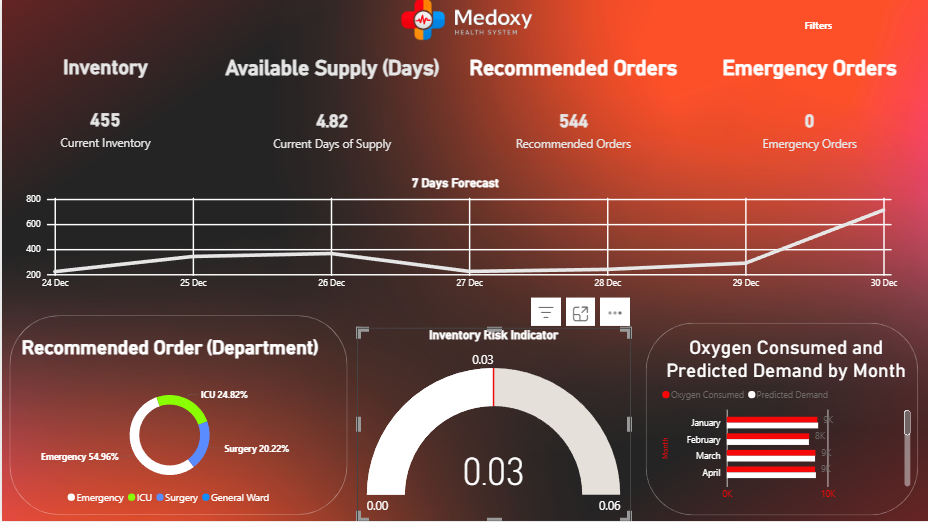 Medoxy
HEALTH SYSTEM
Filters
Inventory
Available Supply (Days)
Recommended Orders
Emergency Orders
455
Current Inventory
4.82
Current Days of Supply
544
Recommended Orders
0
Emergency Orders
7 Days Forecast
800
600
400
200
24 Dec
25 Dec
26 Dec
27 Dec
28 Dec
29 Dec
30 Dec
Recommended Order (Department)
ICU 24.82%
Surgery 20.22%
Emergency 54.96%
Emergency
ICU
Surgery
General Ward
Inventory Risk Indicator
0.03
0.03
0.00
0.06
Oxygen Consumed and
Predicted Demand by Month
Oxygen Consumed
Predicted Demand
Month
January
9K
February
8K
March
9K
April
9K
0K
10K